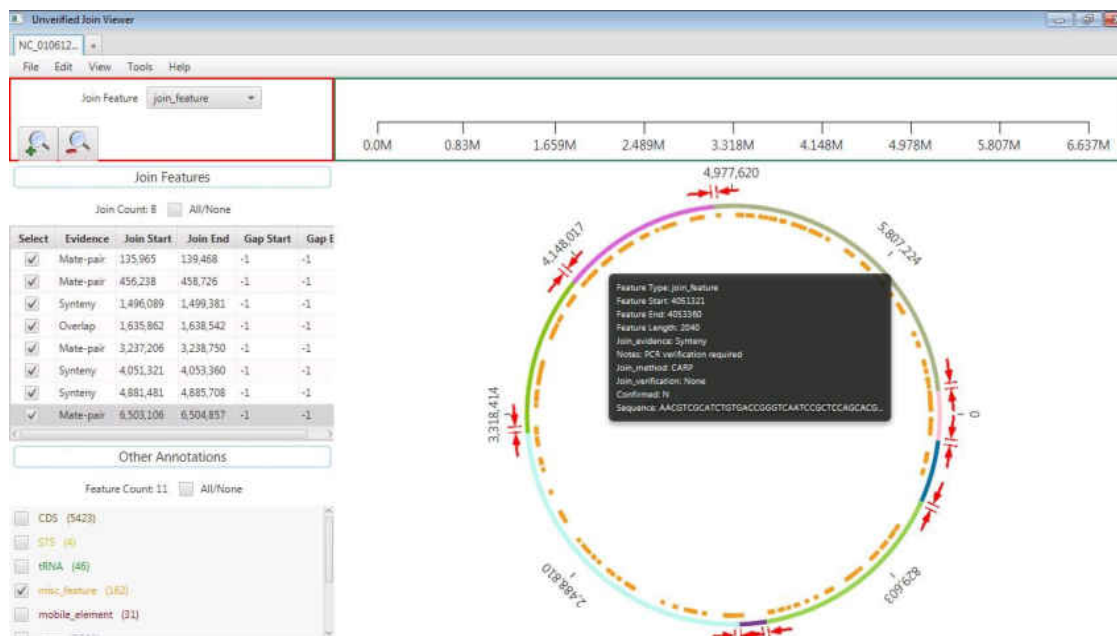 Unverified Join Viewer
NC_010612...
File Edit View Tools Help
Join Feature join_feature
0.0M 0.83M 1.659M 2.489M 3.318M 4.148M 4.978M 5.807M 6.637M
Join Features
Join Count: 8 All/None
Select Evidence Join Start Join End Gap Start Gap E
Mate-pair 135,965 139,468 -1 -1
Mate-pair 456,238 458,726 -1 -1
Synteny 1,496,089 1,499,381 -1 -1
Overlap 1,635,862 1,638,542 -1 -1
Mate-pair 3,237,206 3,238,750 -1 -1
Synteny 4,051,321 4,053,360 -1 -1
Synteny 4,881,481 4,885,708 -1 -1
Mate-pair 6,503,106 6,504,857 -1 -1
Other Annotations
Feature Count: 11 All/None
CDS (5423)
STS (4)
tRNA (46)
misc_feature (162)
mobile_element (31)
4,977,620
5,807,224
4,148,017
Feature Type: join_feature
Feature Start: 4051321
Feature End: 4053360
Feature Length: 2040
Join_evidence: Synteny
Notes: PCR verification required
Join_method: CARP
Join_verification: None
Confirmed: N
Sequence: AACGTCGCATCTGTGACCGGGTCAATCCGCTCCAGCACG...
3,318,414
0
2,488,810
829,603